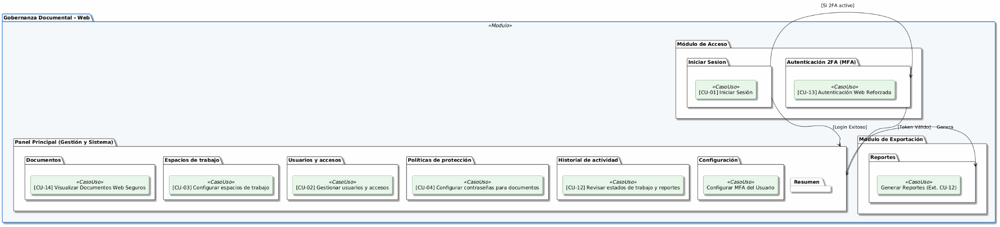 [Si 2FA activo]
Gobernanza Documental - Web
«Modulo»
Módulo de Acceso
Iniciar Sesion
«CasoUso»
[CU-01] Iniciar Sesión
Autenticación 2FA (MFA)
«CasoUso»
[CU-13] Autenticación Web Reforzada
[Login Exitoso]
[Token Válido]
Genera
Panel Principal (Gestión y Sistema)
Documentos
«CasoUso»
[CU-14] Visualizar Documentos Web Seguros
Espacios de trabajo
«CasoUso»
[CU-03] Configurar espacios de trabajo
Usuarios y accesos
«CasoUso»
[CU-02] Gestionar usuarios y accesos
Políticas de protección
«CasoUso»
[CU-04] Configurar contraseñas para documentos
Historial de actividad
«CasoUso»
[CU-12] Revisar estados de trabajo y reportes
Configuración
«CasoUso»
Configurar MFA del Usuario
Resumen
Módulo de Exportación
Reportes
«CasoUso»
Generar Reportes (Ext. CU-12)